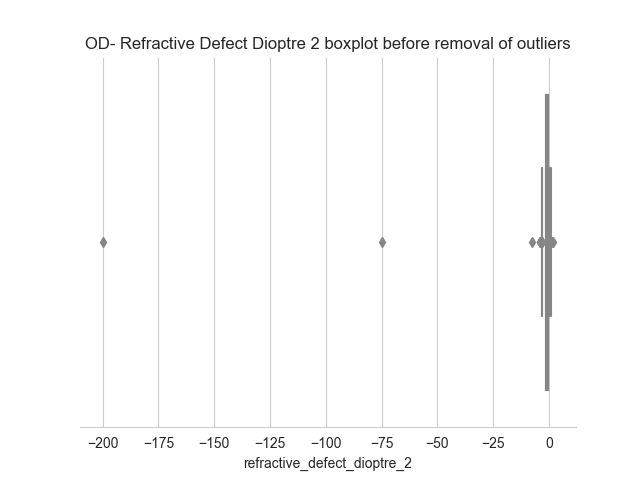 OD- Refractive Defect Dioptre 2 boxplot before removal of outliers
−200 −175 −150 −125 −100 −75 −50 −25 0
refractive_defect_dioptre_2